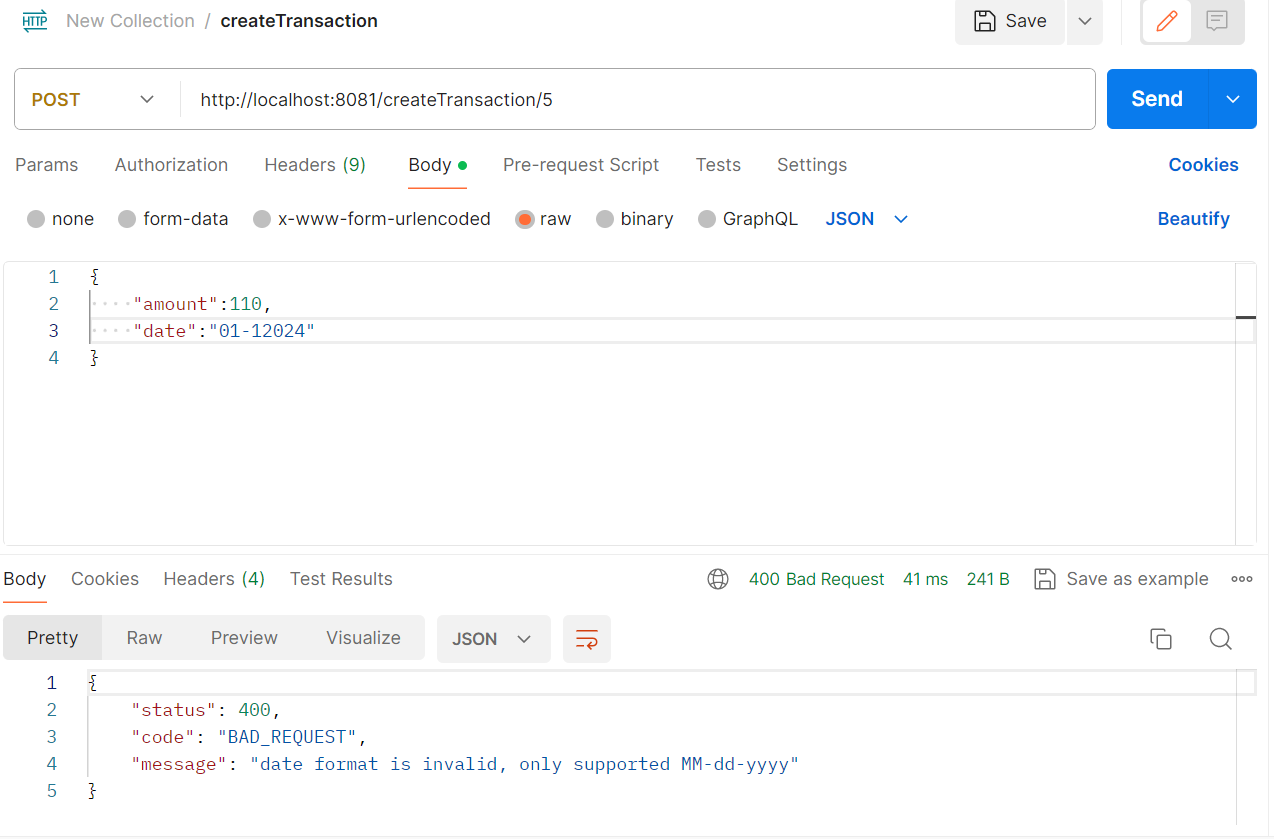 HTTP New Collection / createTransaction Save
POST http://localhost:8081/createTransaction/5 Send
Params Authorization Headers (9) Body Pre-request Script Tests Settings Cookies
none form-data x-www-form-urlencoded raw binary GraphQL JSON Beautify
1 {
2 ····"amount":110,
3 ····"date":"01-12024"
4 }
Body Cookies Headers (4) Test Results 400 Bad Request 41 ms 241 B Save as example
Pretty Raw Preview Visualize JSON
1 {
2 "status": 400,
3 "code": "BAD_REQUEST",
4 "message": "date format is invalid, only supported MM-dd-yyyy"
5 }